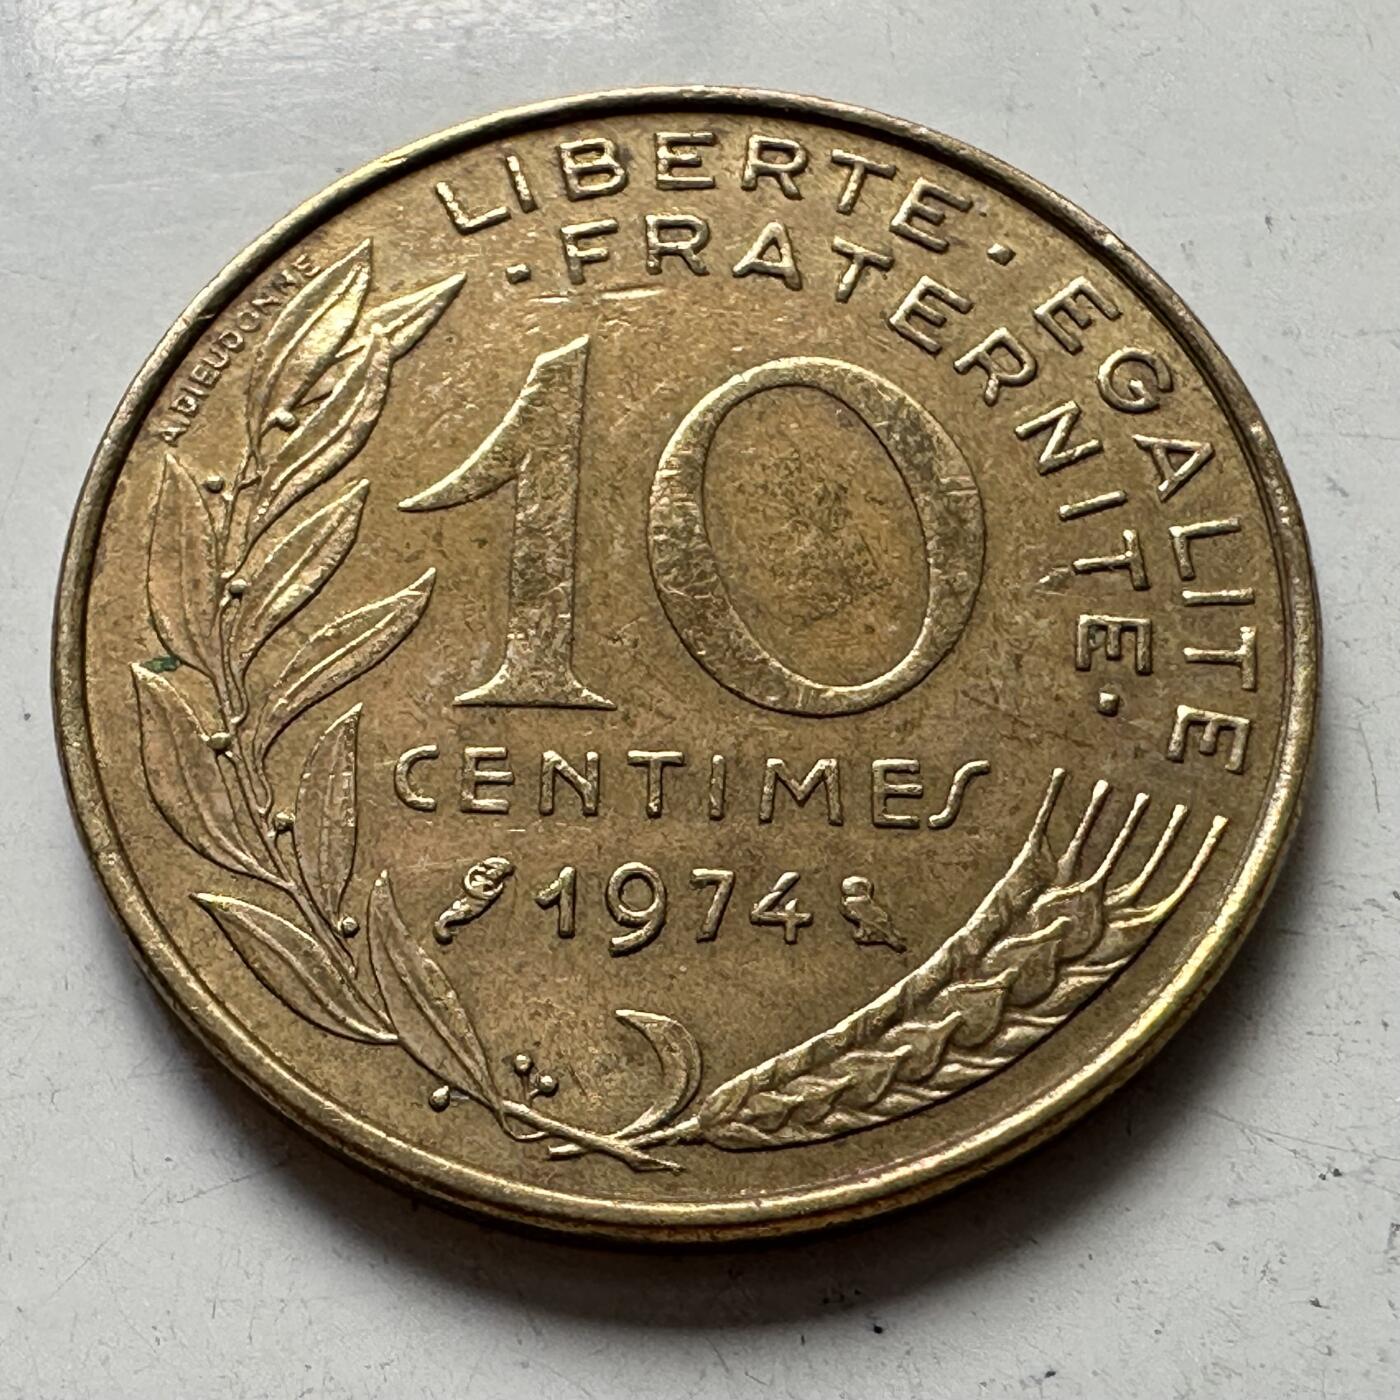 LIBERTE · EGALITE
· FRATERNITE ·
A.DIEUDONNE
10
CENTIMES
1974